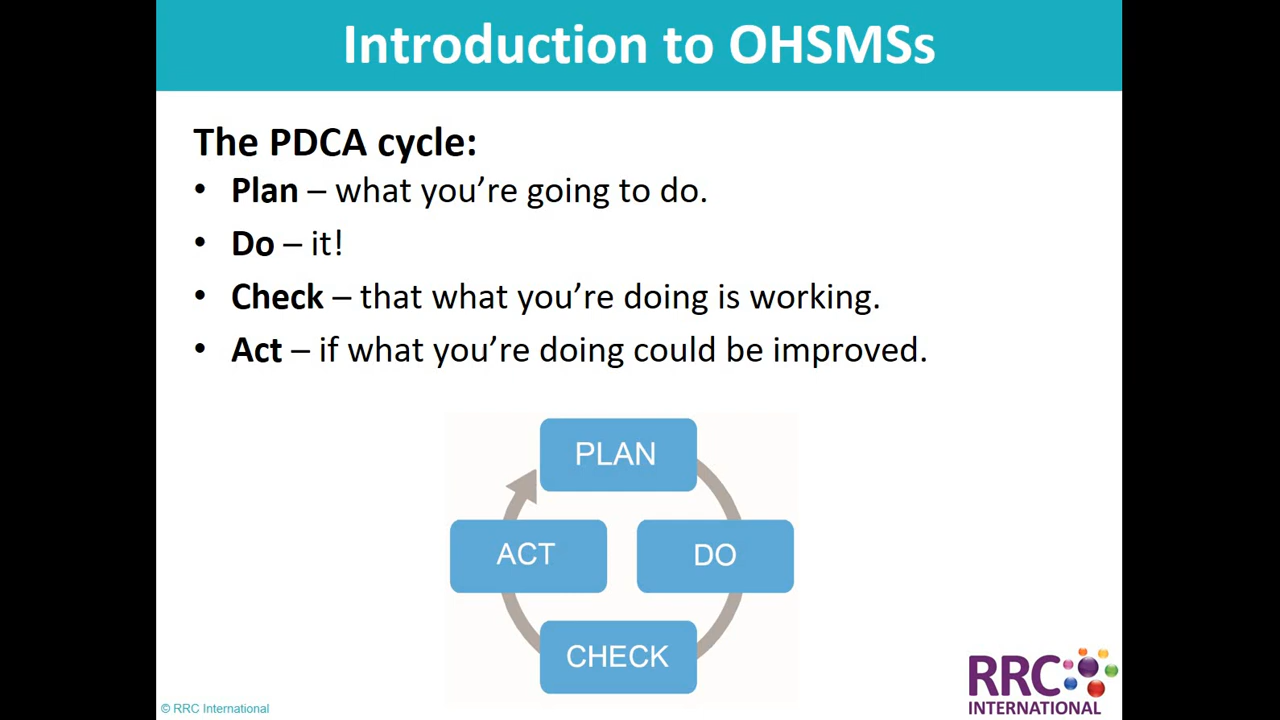 Introduction to OHSMSs
The PDCA cycle:
• Plan – what you’re going to do.
• Do – it!
• Check – that what you’re doing is working.
• Act – if what you’re doing could be improved.
PLAN
ACT DO
CHECK
© RRC International
RRC
INTERNATIONAL